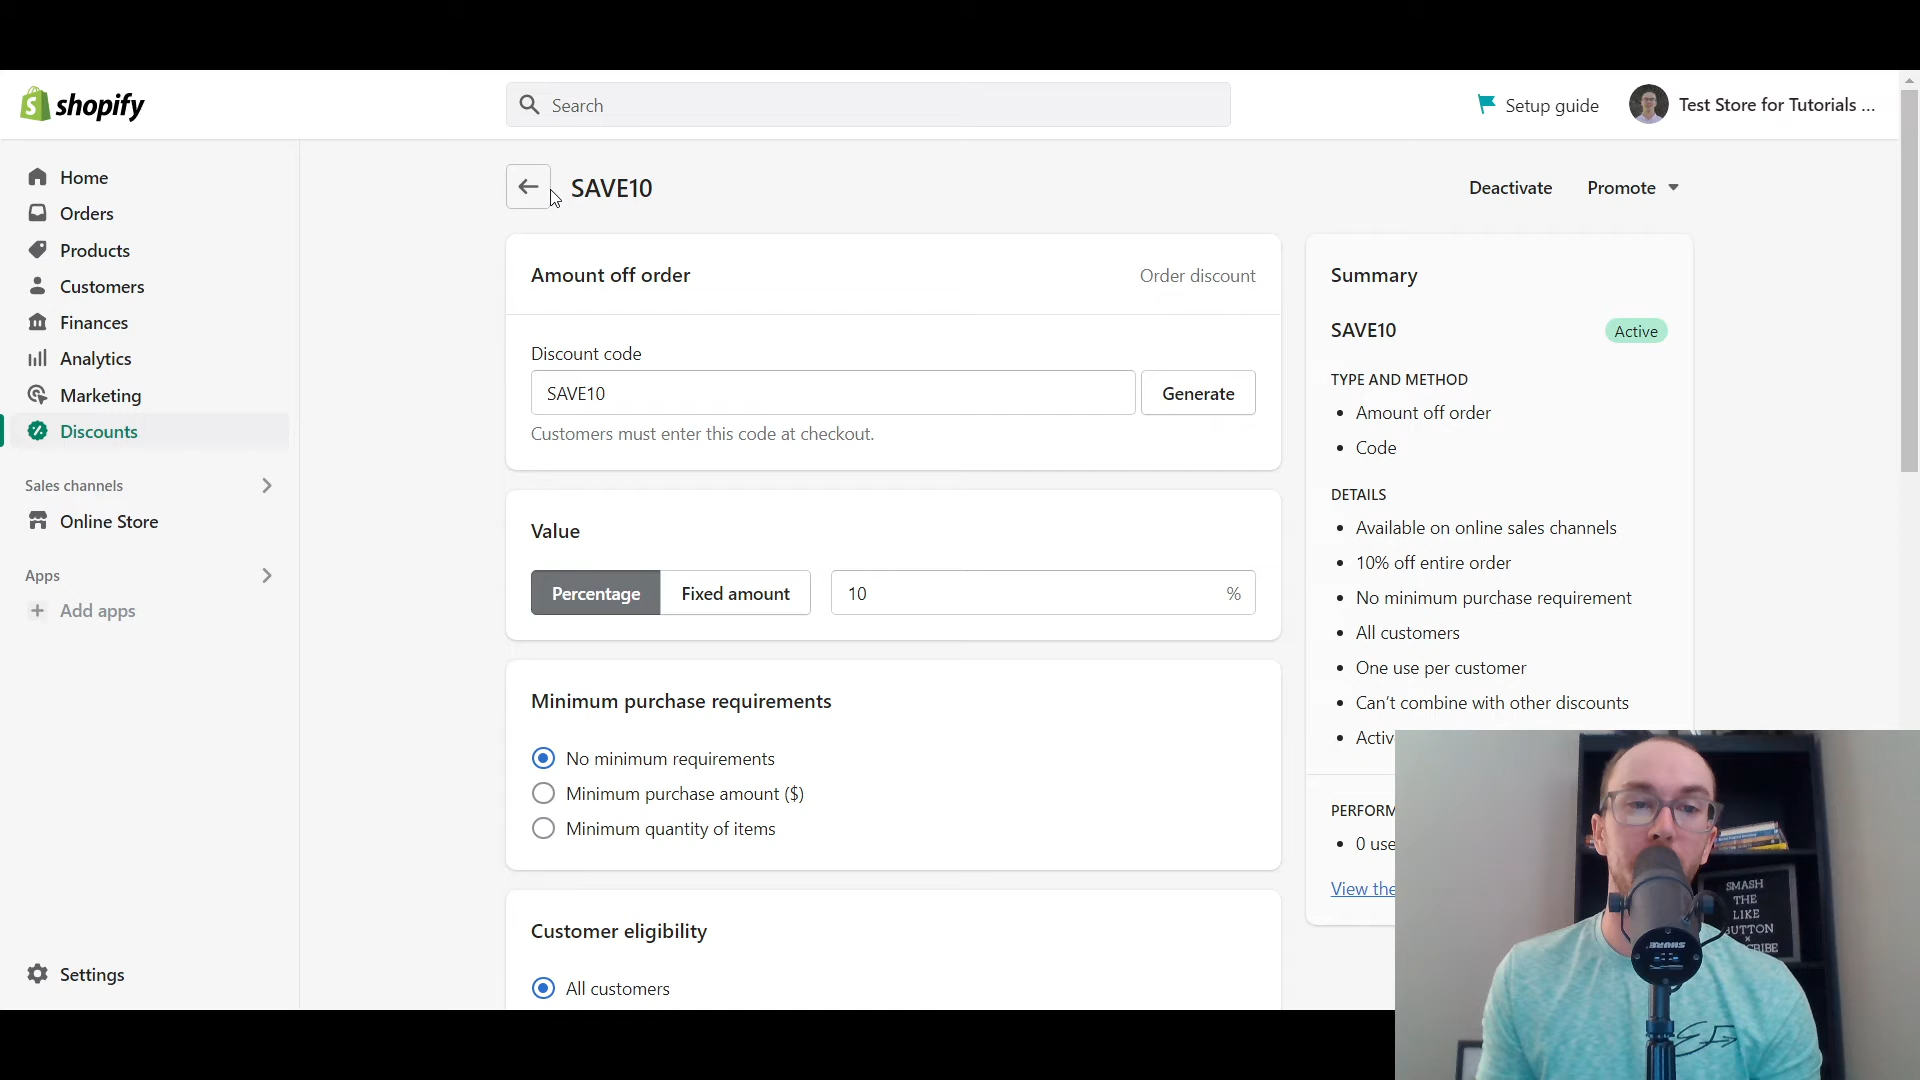 shopify
Search
Setup guide
Test Store for Tutorials ...
Home
Orders
Products
Customers
Finances
Analytics
Marketing
Discounts
Sales channels
Online Store
Apps
Add apps
Settings
SAVE10
Deactivate
Promote
Amount off order
Order discount
Discount code
SAVE10
Generate
Customers must enter this code at checkout.
Value
Percentage
Fixed amount
10
%
Minimum purchase requirements
No minimum requirements
Minimum purchase amount ($)
Minimum quantity of items
Customer eligibility
All customers
Summary
SAVE10
Active
TYPE AND METHOD
• Amount off order
• Code
DETAILS
• Available on online sales channels
• 10% off entire order
• No minimum purchase requirement
• All customers
• One use per customer
• Can't combine with other discounts
• Activ
PERFORM
• 0 use
View the
SMASH
THE
LIKE
BUTTON
SHURE